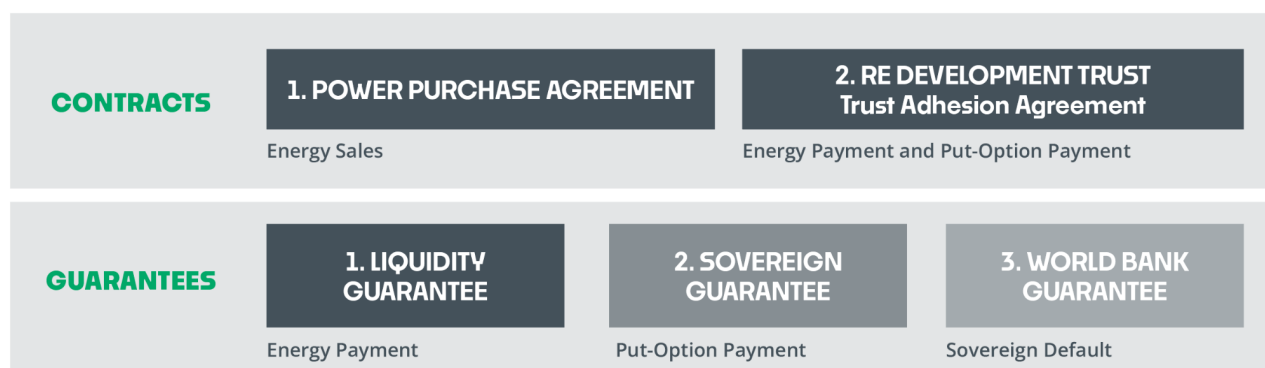 CONTRACTS
1. POWER PURCHASE AGREEMENT
Energy Sales
2. RE DEVELOPMENT TRUST
Trust Adhesion Agreement
Energy Payment and Put-Option Payment
GUARANTEES
1. LIQUIDITY
GUARANTEE
Energy Payment
2. SOVEREIGN
GUARANTEE
Put-Option Payment
3. WORLD BANK
GUARANTEE
Sovereign Default